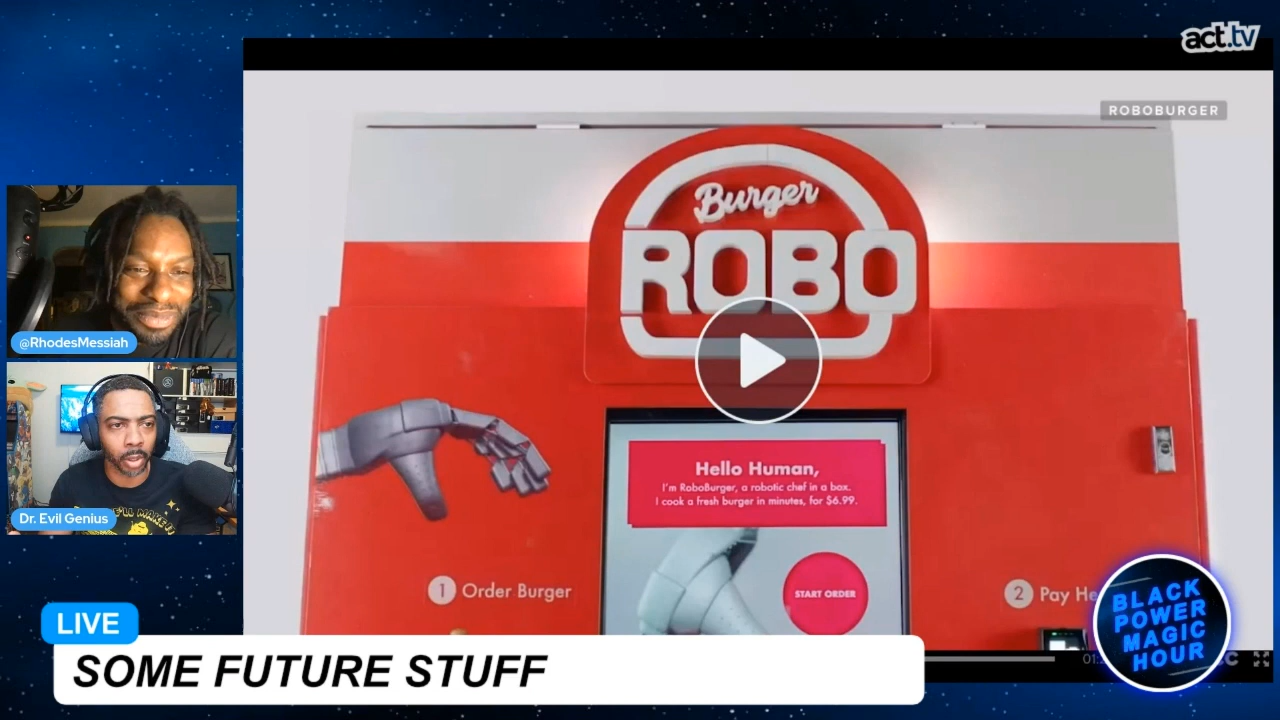 act.tv
ROBOBURGER
Burger
ROBO
@RhodesMessiah
Hello Human,
I'm RoboBurger, a robotic chef in a box.
I cook a fresh burger in minutes, for $6.99.
Dr. Evil Genius
START ORDER
1 Order Burger
2 Pay He
BLACK
POWER
MAGIC
HOUR
LIVE
SOME FUTURE STUFF